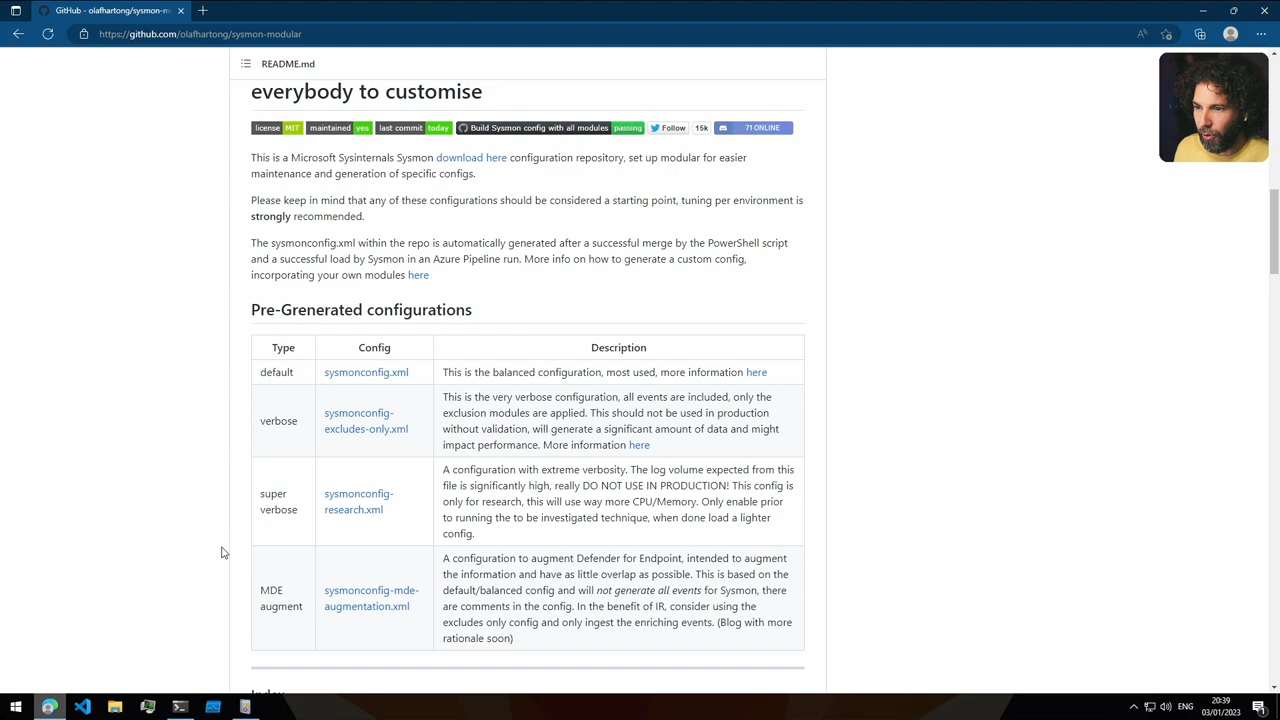 GitHub - olafhartong/sysmon-m
https://github.com/olafhartong/sysmon-modular
README.md
everybody to customise
license MIT maintained yes last commit today Build Sysmon config with all modules passing Follow 15k 71 ONLINE
This is a Microsoft Sysinternals Sysmon download here configuration repository, set up modular for easier
maintenance and generation of specific configs.
Please keep in mind that any of these configurations should be considered a starting point, tuning per environment is
strongly recommended.
The sysmonconfig.xml within the repo is automatically generated after a successful merge by the PowerShell script
and a successful load by Sysmon in an Azure Pipeline run. More info on how to generate a custom config,
incorporating your own modules here
Pre-Grenerated configurations
Type Config Description
default sysmonconfig.xml This is the balanced configuration, most used, more information here
verbose
sysmonconfig-
excludes-only.xml
This is the very verbose configuration, all events are included, only the
exclusion modules are applied. This should not be used in production
without validation, will generate a significant amount of data and might
impact performance. More information here
super
verbose
sysmonconfig-
research.xml
A configuration with extreme verbosity. The log volume expected from this
file is significantly high, really DO NOT USE IN PRODUCTION! This config is
only for research, this will use way more CPU/Memory. Only enable prior
to running the to be investigated technique, when done load a lighter
config.
MDE
augment
sysmonconfig-mde-
augmentation.xml
A configuration to augment Defender for Endpoint, intended to augment
the information and have as little overlap as possible. This is based on the
default/balanced config and will not generate all events for Sysmon, there
are comments in the config. In the benefit of IR, consider using the
excludes only config and only ingest the enriching events. (Blog with more
rationale soon)
Index
ENG
20:39
03/01/2023